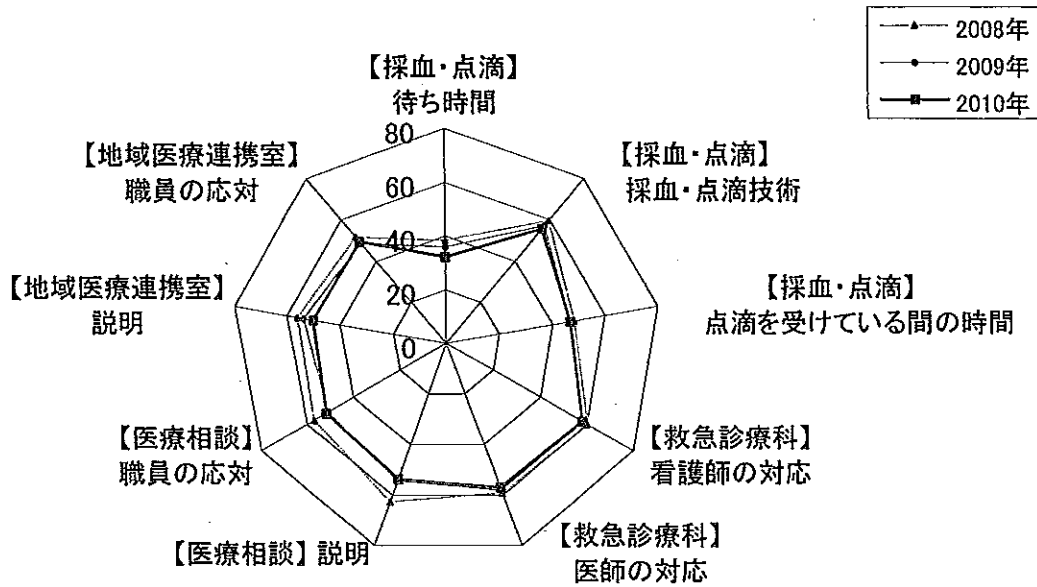 2008年
2009年
2010年
【採血・点滴】
待ち時間
【採血・点滴】
採血・点滴技術
【採血・点滴】
点滴を受けている間の時間
【救急診療科】
看護師の対応
【救急診療科】
医師の対応
【医療相談】 説明
【医療相談】
職員の応対
【地域医療連携室】
説明
【地域医療連携室】
職員の応対
80
60
40
20
0